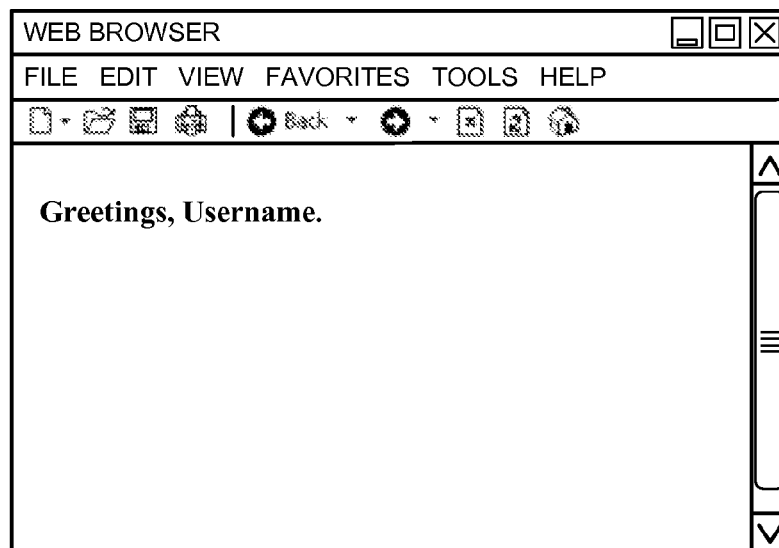 WEB BROWSER
FILE EDIT VIEW FAVORITES TOOLS HELP
Back
Greetings, Username.